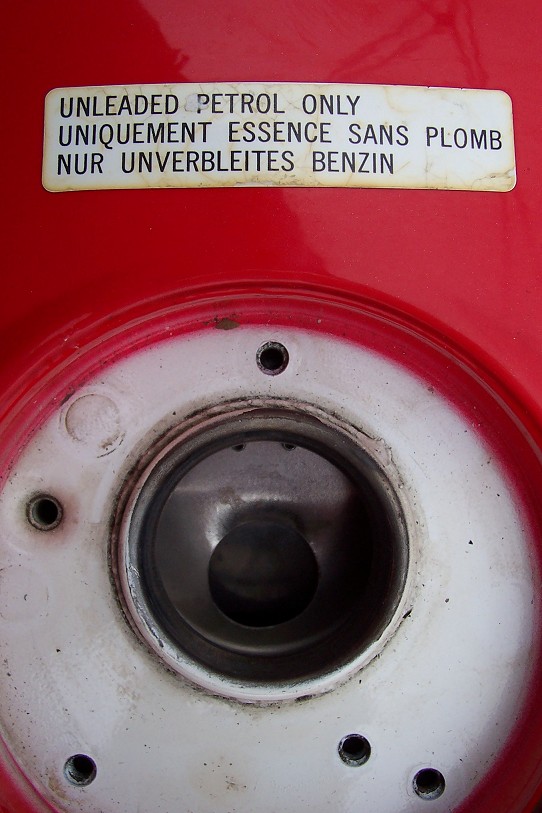 UNLEADED PETROL ONLY
UNIQUEMENT ESSENCE SANS PLOMB
NUR UNVERBLEITES BENZIN